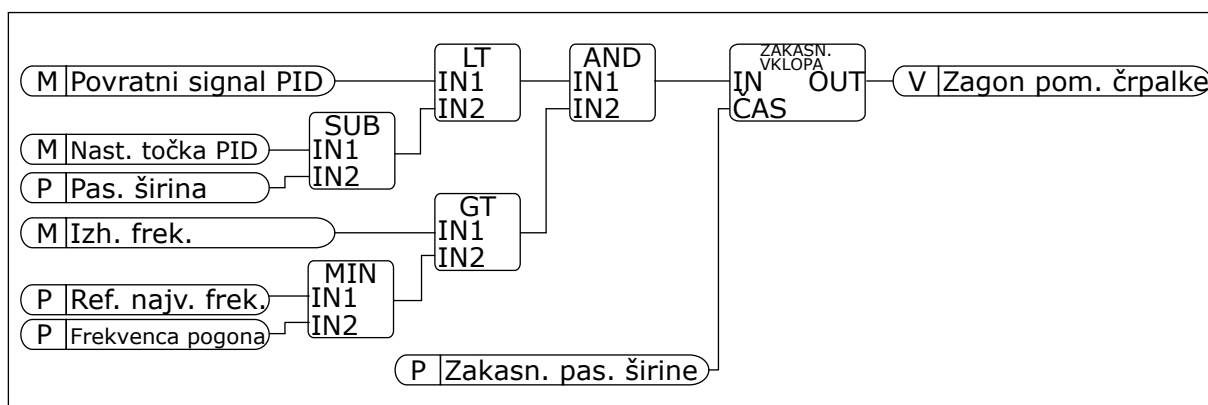 M Povratni signal PID
LT
IN1
IN2
AND
IN1
IN2
ZAKASN.
VKLOPA
IN OUT
ČAS
V Zagon pom. črpalke
M Nast. točka PID
P Pas. širina
SUB
IN1
IN2
M Izh. frek.
GT
IN1
IN2
P Ref. najv. frek.
P Frekvenca pogona
MIN
IN1
IN2
P Zakasn. pas. širine